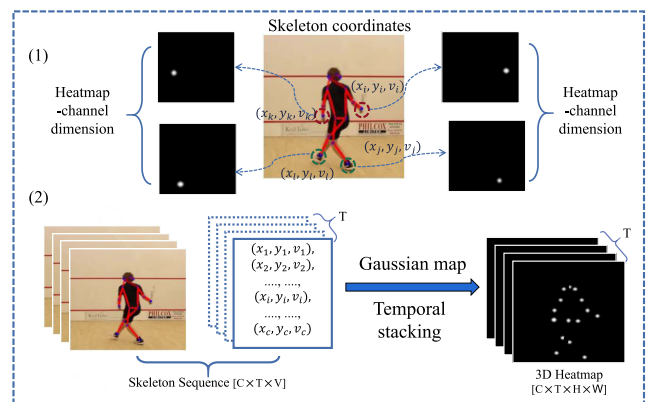 Skeleton coordinates
(1)
Heatmap
-channel
dimension
(x_i, y_i, v_i)
(x_k, y_k, v_k)
(x_j, y_j, v_j)
(x_l, y_l, v_l)
PHILCOX
Heatmap
-channel
dimension
(2)
T
(x_1, y_1, v_1),
(x_2, y_2, v_2),
...., ....,
(x_i, y_i, v_i),
...., ....,
(x_c, y_c, v_c)
Gaussian map
Temporal
stacking
T
Skeleton Sequence [C×T×V]
3D Heatmap
[C×T×H×W]